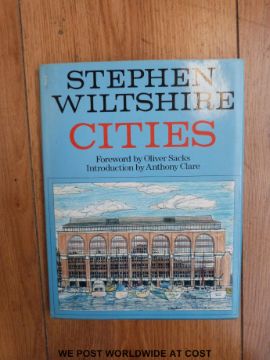 STEPHEN
WILTSHIRE
CITIES
Foreword by Oliver Sacks
Introduction by Anthony Clare
WE POST WORLDWIDE AT COST